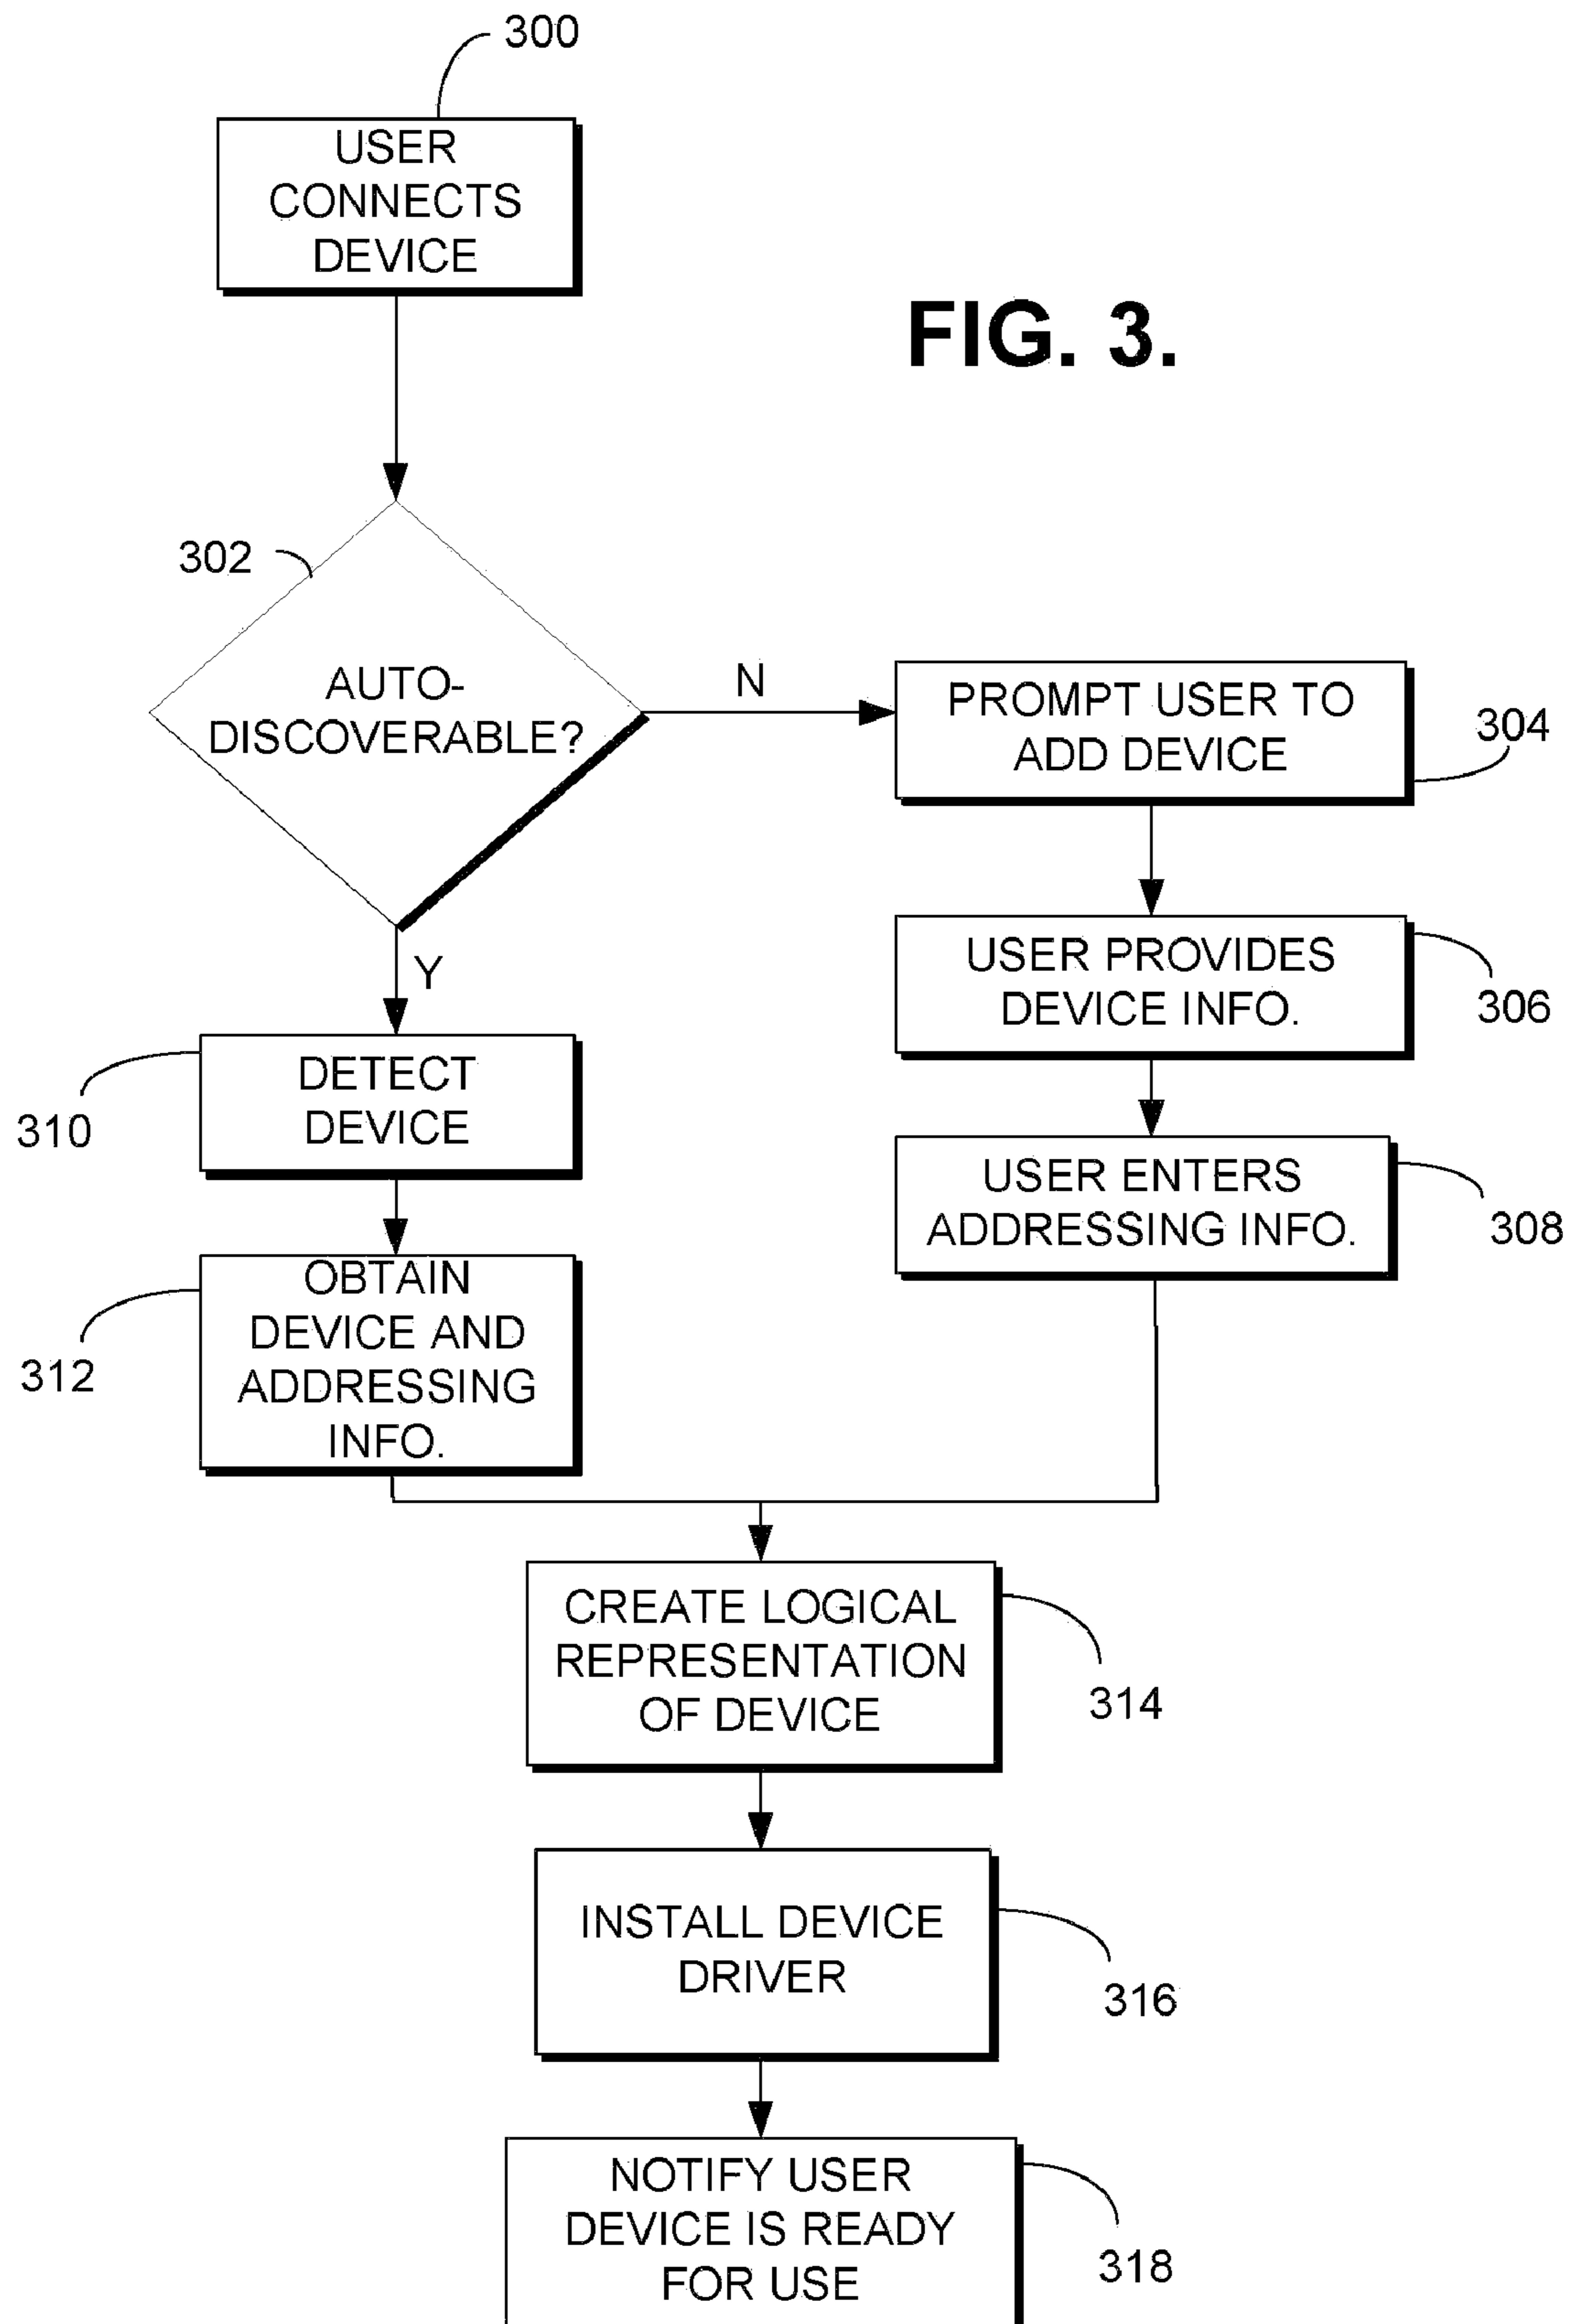 300
USER
CONNECTS
DEVICE
FIG. 3.
302
AUTO-
DISCOVERABLE?
N
PROMPT USER TO
ADD DEVICE
304
USER PROVIDES
DEVICE INFO.
306
Y
DETECT
DEVICE
310
USER ENTERS
ADDRESSING INFO.
308
OBTAIN
DEVICE AND
ADDRESSING
INFO.
312
CREATE LOGICAL
REPRESENTATION
OF DEVICE
314
INSTALL DEVICE
DRIVER
316
NOTIFY USER
DEVICE IS READY
FOR USE
318